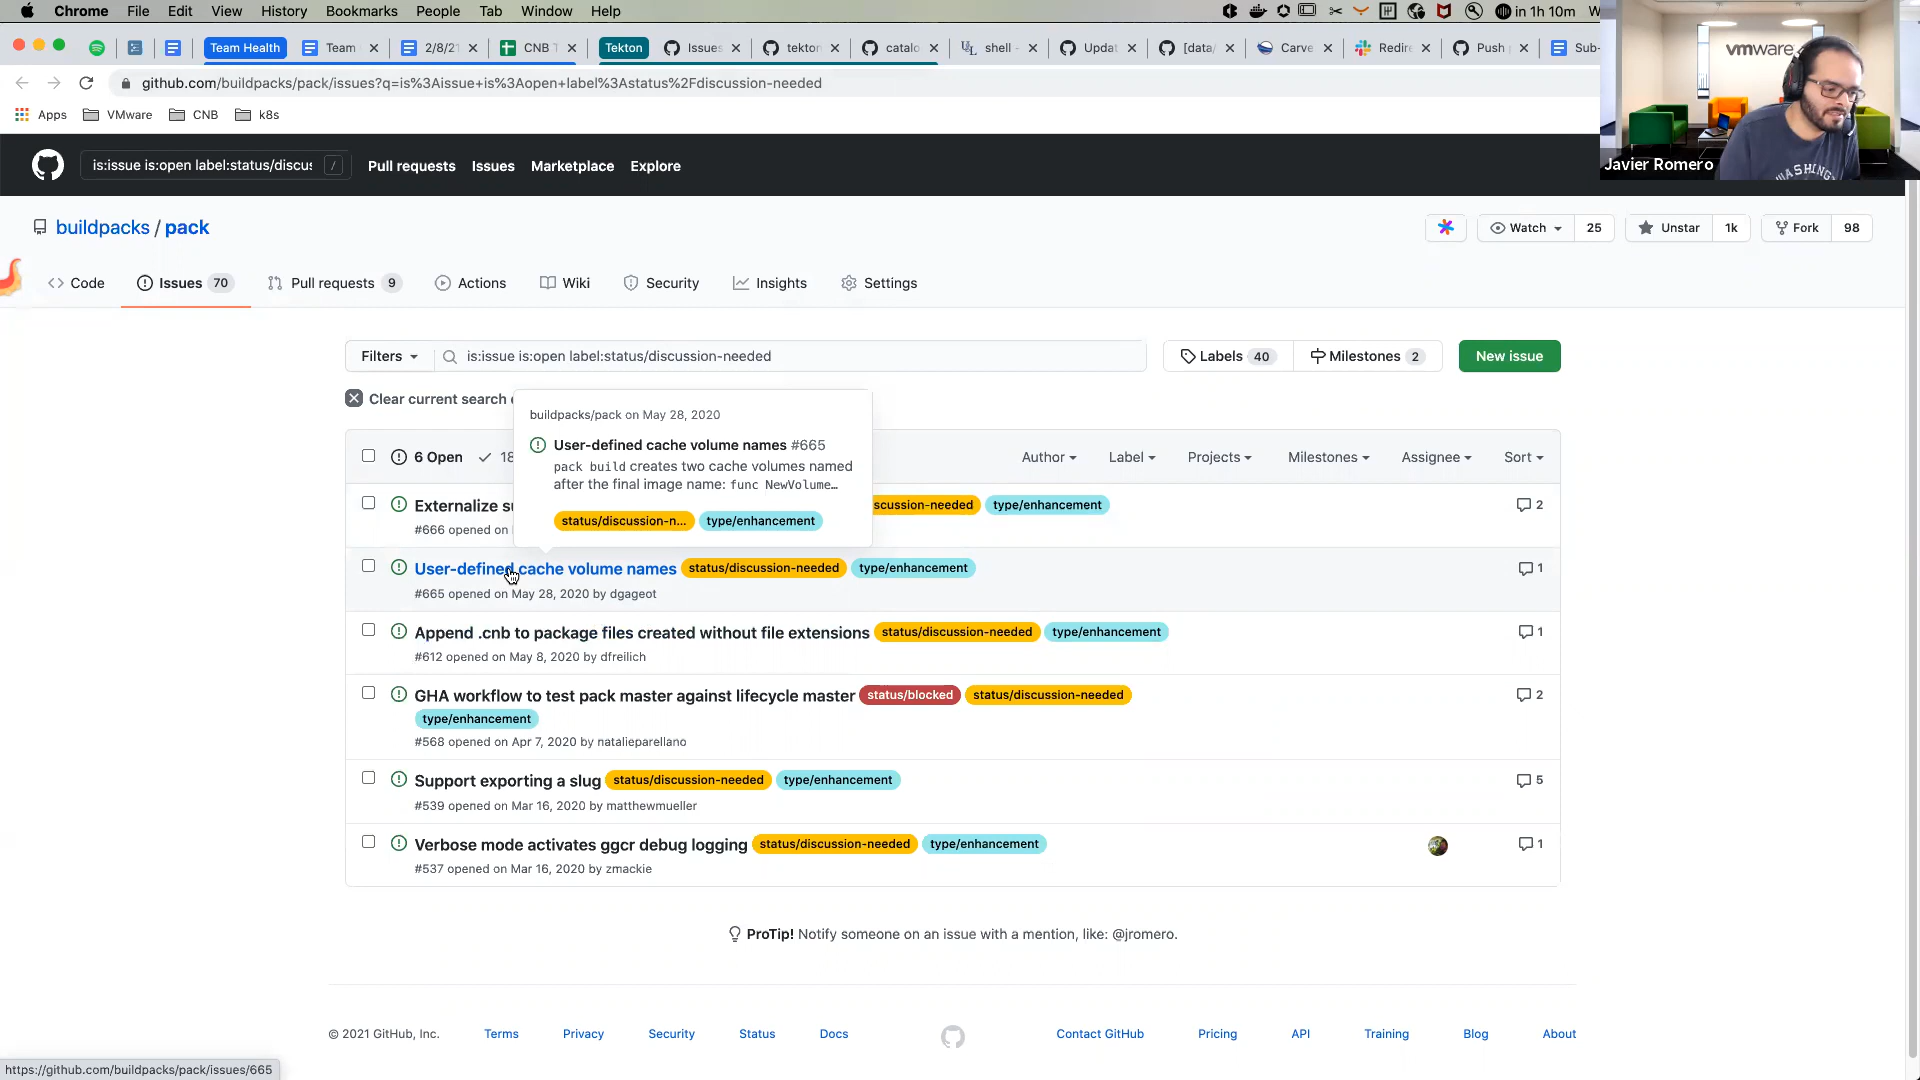 Chrome File Edit View History Bookmarks People Tab Window Help
in 1h 10m
Team Health Team 2/8/21 CNB T Tekton Issues tekton catalo shell - Updat [data/ Carve Redire Push Sub-
github.com/buildpacks/pack/issues?q=is%3Aissue+is%3Aopen+label%3Astatus%2Fdiscussion-needed
Apps VMware CNB k8s
vmware
WASHING
Javier Romero
is:issue is:open label:status/discus /
Pull requests Issues Marketplace Explore
buildpacks / pack
Watch 25 Unstar 1k Fork 98
Code Issues 70 Pull requests 9 Actions Wiki Security Insights Settings
Filters is:issue is:open label:status/discussion-needed Labels 40 Milestones 2 New issue
Clear current search
buildpacks/pack on May 28, 2020
User-defined cache volume names #665
pack build creates two cache volumes named
after the final image name: func NewVolume…
status/discussion-n... type/enhancement
6 Open 18
Author Label Projects Milestones Assignee Sort
Externalize su scussion-needed type/enhancement 2
#666 opened on
User-defined cache volume names status/discussion-needed type/enhancement 1
#665 opened on May 28, 2020 by dgageot
Append .cnb to package files created without file extensions status/discussion-needed type/enhancement 1
#612 opened on May 8, 2020 by dfreilich
GHA workflow to test pack master against lifecycle master status/blocked status/discussion-needed 2
type/enhancement
#568 opened on Apr 7, 2020 by natalieparellano
Support exporting a slug status/discussion-needed type/enhancement 5
#539 opened on Mar 16, 2020 by matthewmueller
Verbose mode activates ggcr debug logging status/discussion-needed type/enhancement 1
#537 opened on Mar 16, 2020 by zmackie
ProTip! Notify someone on an issue with a mention, like: @jromero.
© 2021 GitHub, Inc. Terms Privacy Security Status Docs Contact GitHub Pricing API Training Blog About
https://github.com/buildpacks/pack/issues/665